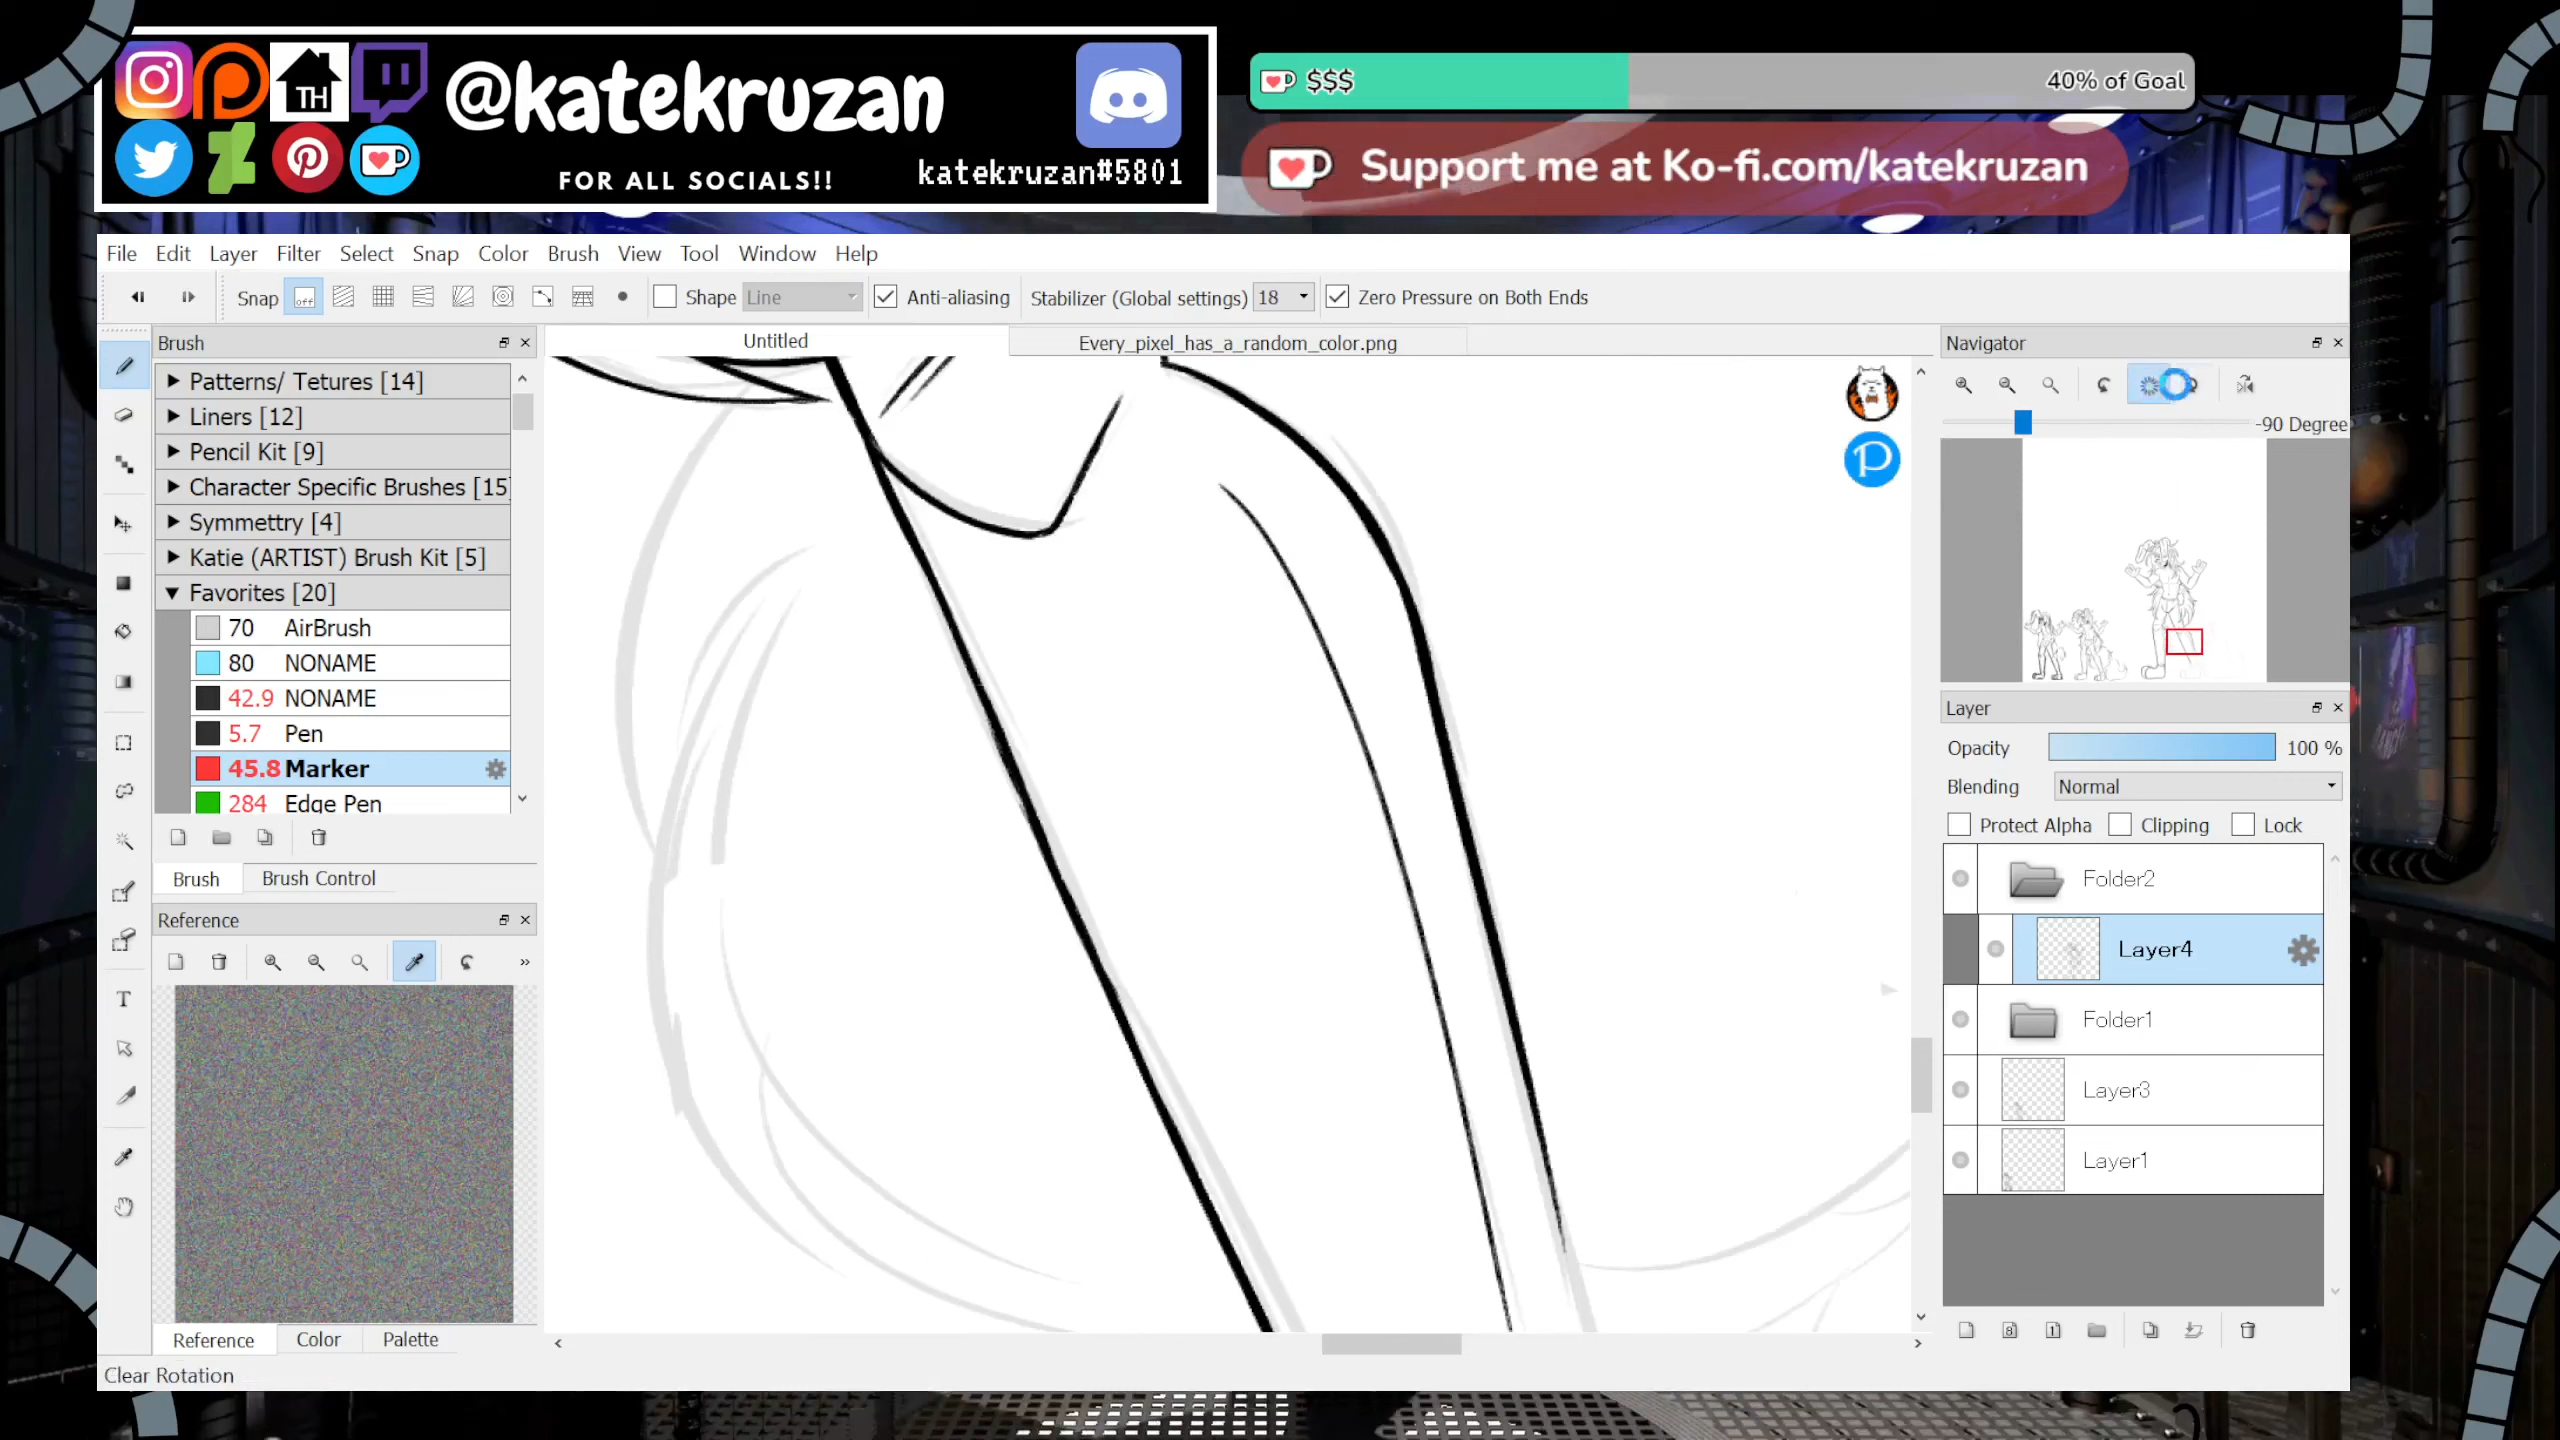 @katekruzan
FOR ALL SOCIALS!!
katekruzan#5801
TH
$$$
40% of Goal
Support me at Ko-fi.com/katekruzan
File Edit Layer Filter Select Snap Color Brush View Tool Window Help
Snap off Shape Line Anti-aliasing Stabilizer (Global settings) 18 Zero Pressure on Both Ends
Brush
Patterns/ Tetures [14]
Liners [12]
Pencil Kit [9]
Character Specific Brushes [15]
Symmettry [4]
Katie (ARTIST) Brush Kit [5]
Favorites [20]
70 AirBrush
80 NONAME
42.9 NONAME
5.7 Pen
45.8 Marker
284 Edge Pen
Brush Brush Control
Reference
»
T
Reference Color Palette
Clear Rotation
Untitled
Every_pixel_has_a_random_color.png
P
Navigator
-90 Degree
Layer
Opacity 100 %
Blending Normal
Protect Alpha Clipping Lock
Folder2
Layer4
Folder1
Layer3
Layer1
8 1